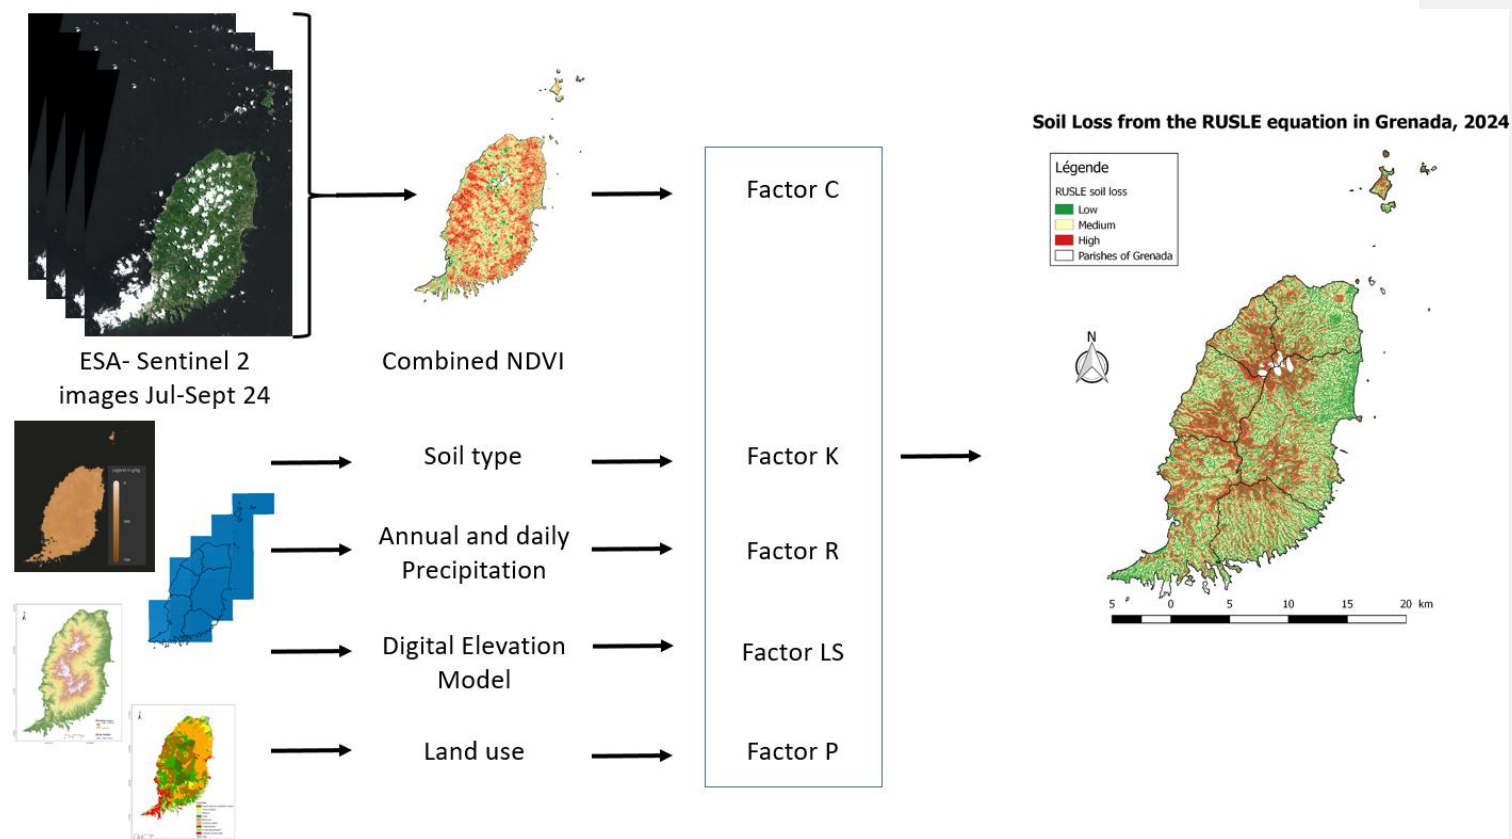 Soil Loss from the RUSLE equation in Grenada, 2024
Légende
RUSLE soil loss
Low
Medium
High
Parishes of Grenada
N
5 0 5 10 15 20 km
ESA- Sentinel 2
images Jul-Sept 24
Combined NDVI
Factor C
Soil type
Factor K
Annual and daily
Precipitation
Factor R
Digital Elevation
Model
Factor LS
Land use
Factor P